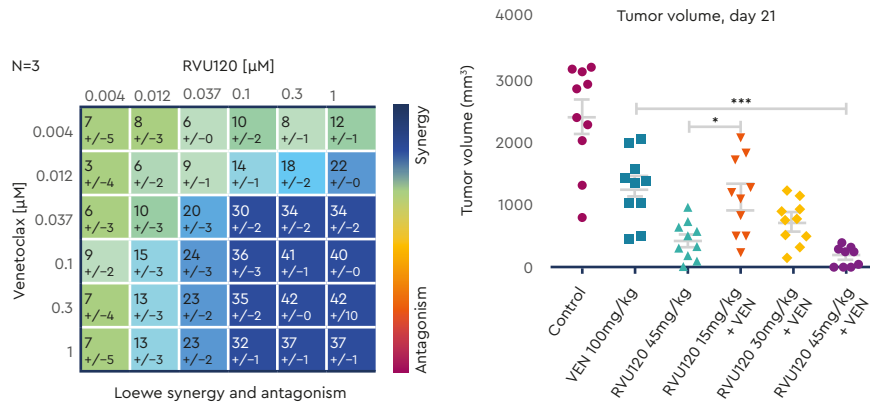 N=3
RVU120 [µM]
0.004 0.012 0.037 0.1 0.3 1
Venetoclax [µM]
0.004
7 8 6 10 8 12
+/-5 +/-3 +/-0 +/-2 +/-1 +/-1
0.012
3 6 9 14 18 22
+/-4 +/-2 +/-1 +/-1 +/-2 +/-0
0.037
6 10 20 30 34 34
+/-3 +/-3 +/-3 +/-2 +/-2 +/-2
0.1
9 15 24 36 41 40
+/-2 +/-3 +/-3 +/-3 +/-1 +/-0
0.3
7 13 23 35 42 42
+/-4 +/-3 +/-2 +/-2 +/-0 +/10
1
7 13 23 32 37 37
+/-5 +/-3 +/-2 +/-1 +/-1 +/-1
Loewe synergy and antagonism
Synergy
Antagonism
Tumor volume, day 21
Tumor volume (mm³)
4000
3000
2000
1000
0
***
*
Control
VEN 100mg/kg
RVU120 45mg/kg
RVU120 15mg/kg
+ VEN
RVU120 30mg/kg
+ VEN
RVU120 45mg/kg
+ VEN